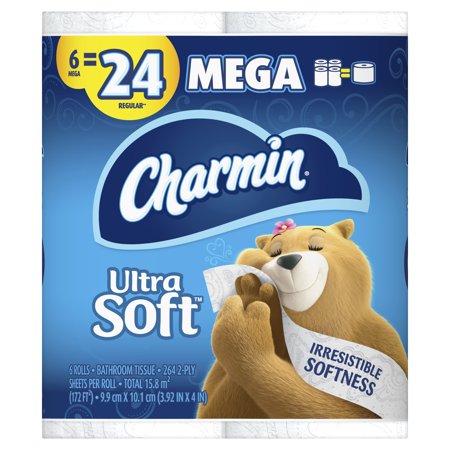 6=24 MEGA
MEGA REGULAR**
Charmin®
Ultra
Soft™
IRRESISTIBLE
SOFTNESS
6 ROLLS • BATHROOM TISSUE • 264 2-PLY
SHEETS PER ROLL • TOTAL 15.8 m²
(172 FT²) • 9.9 cm X 10.1 cm (3.92 IN X 4 IN)